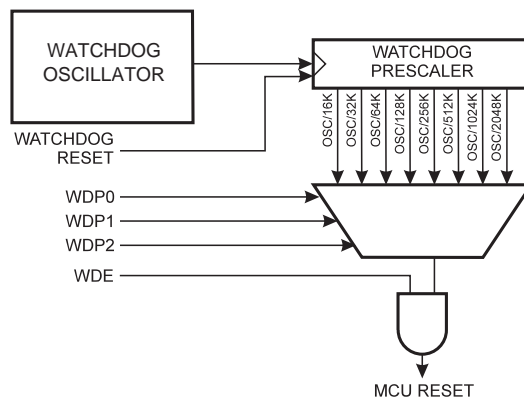 WATCHDOG
OSCILLATOR
WATCHDOG
PRESCALER
WATCHDOG
RESET
OSC/16K
OSC/32K
OSC/64K
OSC/128K
OSC/256K
OSC/512K
OSC/1024K
OSC/2048K
WDP0
WDP1
WDP2
WDE
MCU RESET